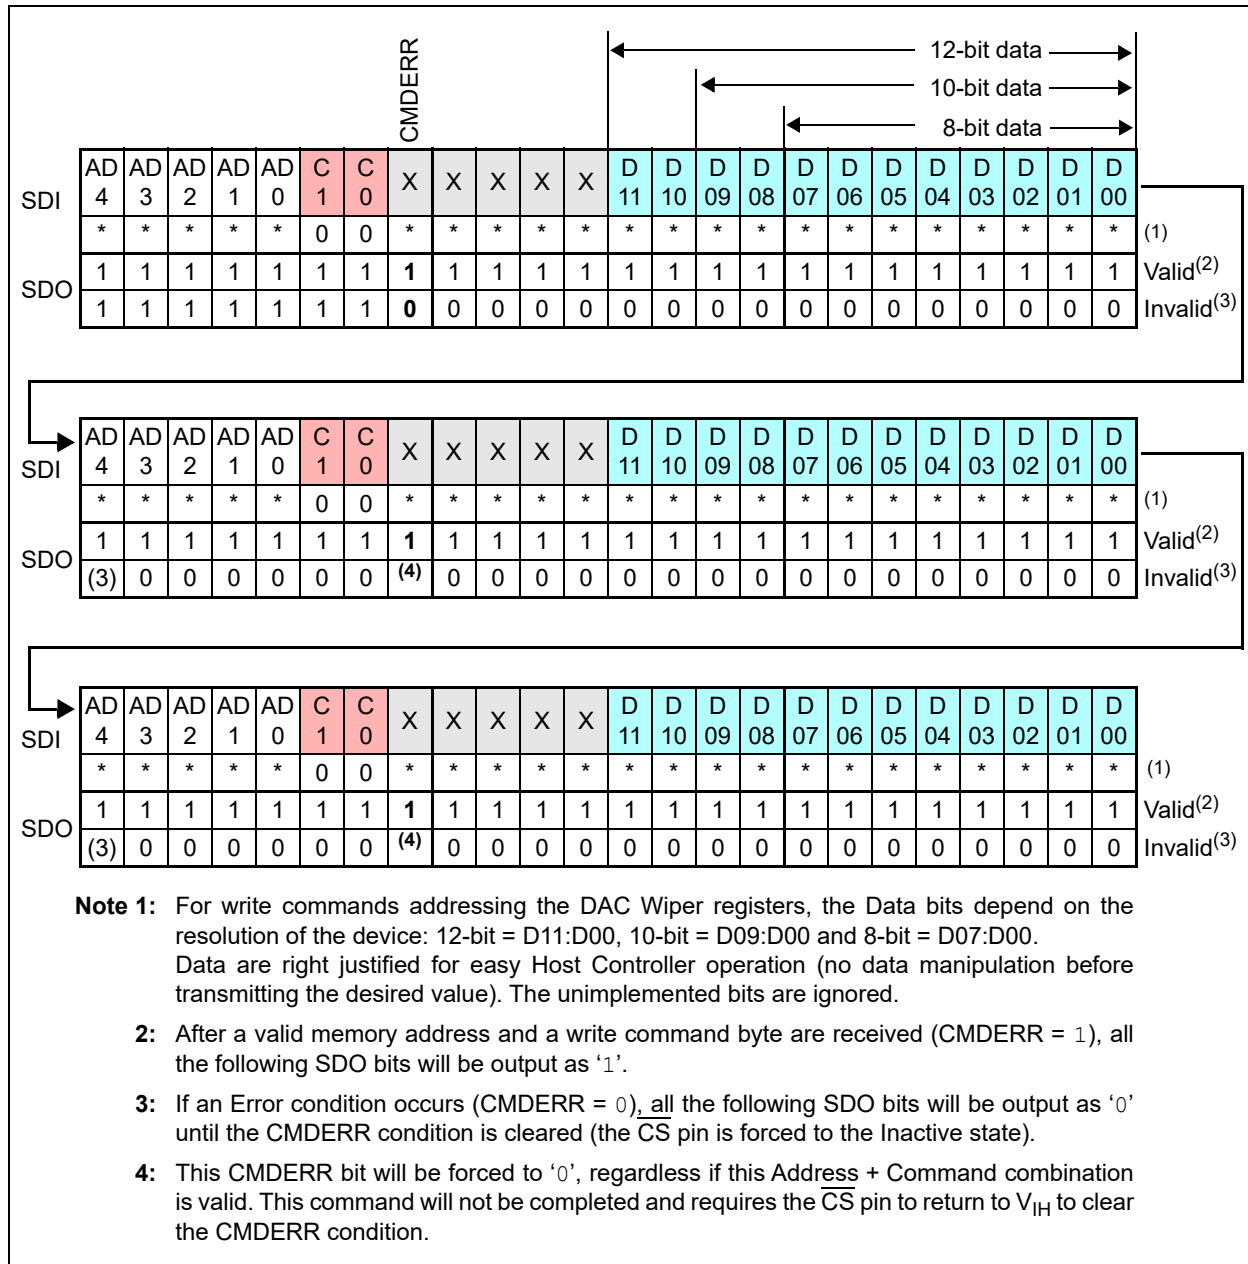 CMDERR
12-bit data
10-bit data
8-bit data
SDI AD4 AD3 AD2 AD1 AD0 C1 C0 X X X X X D11 D10 D09 D08 D07 D06 D05 D04 D03 D02 D01 D00
* * * * * 0 0 * * * * * * * * * * * * * * * * * (1)
SDO 1 1 1 1 1 1 1 1 1 1 1 1 1 1 1 1 1 1 1 1 1 1 1 1 Valid(2)
1 1 1 1 1 1 1 0 0 0 0 0 0 0 0 0 0 0 0 0 0 0 0 0 Invalid(3)
SDI AD4 AD3 AD2 AD1 AD0 C1 C0 X X X X X D11 D10 D09 D08 D07 D06 D05 D04 D03 D02 D01 D00
* * * * * 0 0 * * * * * * * * * * * * * * * * * (1)
SDO 1 1 1 1 1 1 1 1 1 1 1 1 1 1 1 1 1 1 1 1 1 1 1 1 Valid(2)
(3) 0 0 0 0 0 0 (4) 0 0 0 0 0 0 0 0 0 0 0 0 0 0 0 0 Invalid(3)
SDI AD4 AD3 AD2 AD1 AD0 C1 C0 X X X X X D11 D10 D09 D08 D07 D06 D05 D04 D03 D02 D01 D00
* * * * * 0 0 * * * * * * * * * * * * * * * * * (1)
SDO 1 1 1 1 1 1 1 1 1 1 1 1 1 1 1 1 1 1 1 1 1 1 1 1 Valid(2)
(3) 0 0 0 0 0 0 (4) 0 0 0 0 0 0 0 0 0 0 0 0 0 0 0 0 Invalid(3)
Note 1: For write commands addressing the DAC Wiper registers, the Data bits depend on the
resolution of the device: 12-bit = D11:D00, 10-bit = D09:D00 and 8-bit = D07:D00.
Data are right justified for easy Host Controller operation (no data manipulation before
transmitting the desired value). The unimplemented bits are ignored.
2: After a valid memory address and a write command byte are received (CMDERR = 1), all
the following SDO bits will be output as ‘1’.
3: If an Error condition occurs (CMDERR = 0), all the following SDO bits will be output as ‘0’
until the CMDERR condition is cleared (the CS pin is forced to the Inactive state).
4: This CMDERR bit will be forced to ‘0’, regardless if this Address + Command combination
is valid. This command will not be completed and requires the CS pin to return to VIH to clear
the CMDERR condition.